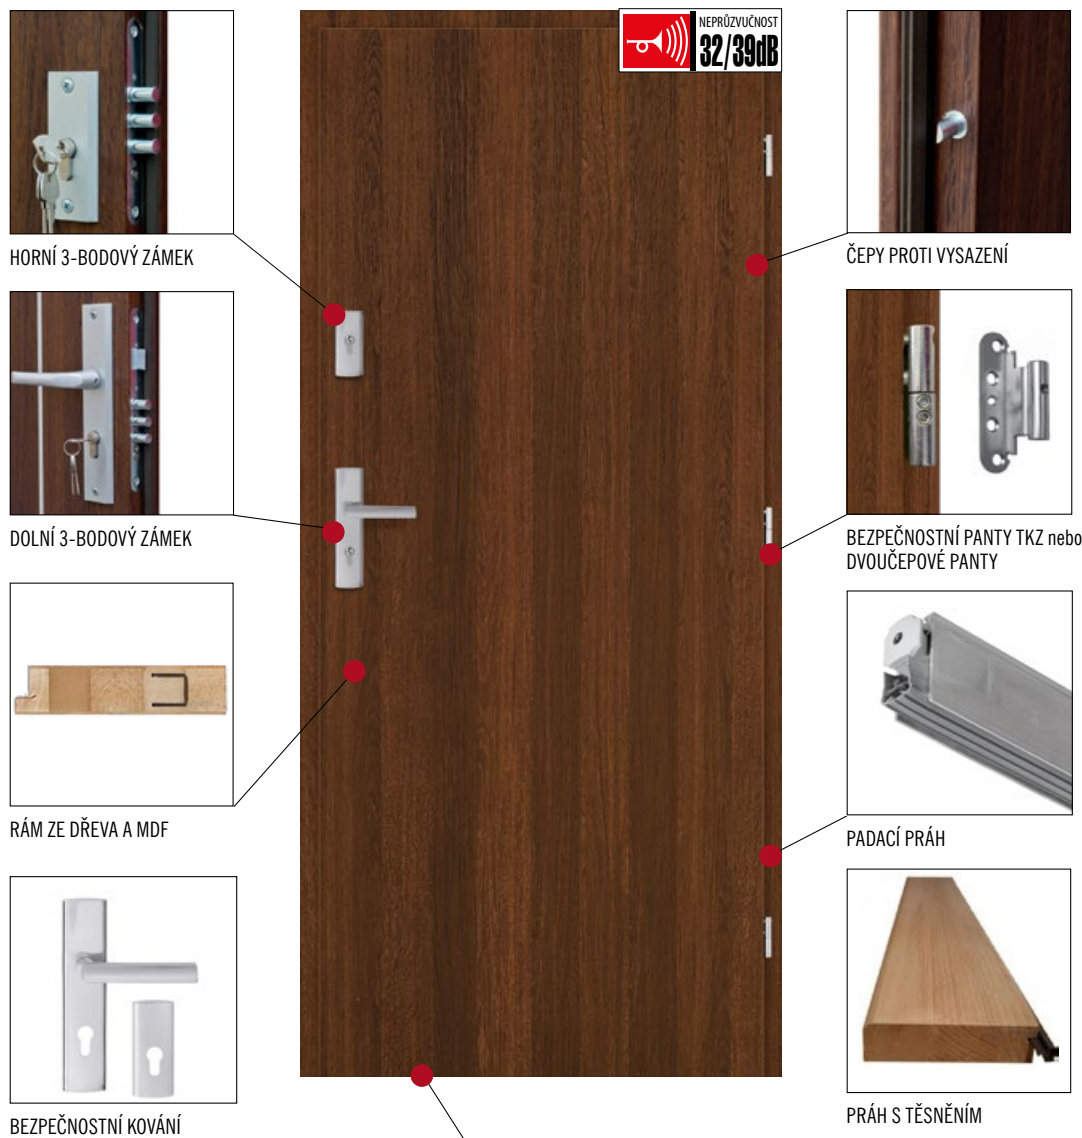 NEPRŮZVUČNOST
32/39dB
HORNÍ 3-BODOVÝ ZÁMEK
DOLNÍ 3-BODOVÝ ZÁMEK
RÁM ZE DŘEVA A MDF
BEZPEČNOSTNÍ KOVÁNÍ
ČEPY PROTI VYSAZENÍ
BEZPEČNOSTNÍ PANTY TKZ nebo
DVOUČEPOVÉ PANTY
PADACÍ PRÁH
PRÁH S TĚSNĚNÍM